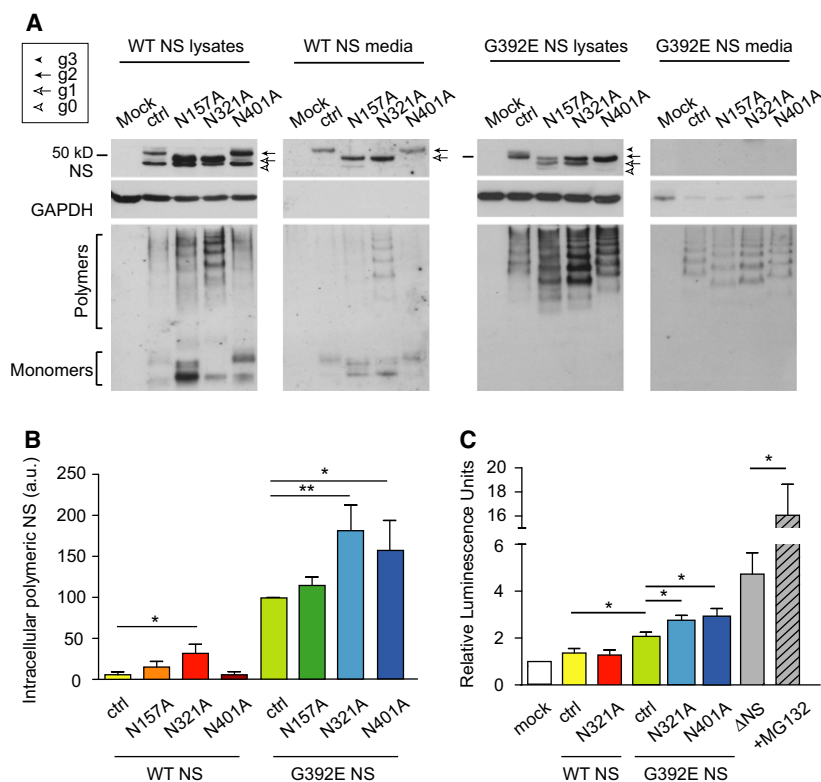 A
WT NS lysates
WT NS media
G392E NS lysates
G392E NS media
g3
g2
g1
g0
Mock ctrl N157A N321A N401A
Mock ctrl N157A N321A N401A
Mock ctrl N157A N321A N401A
Mock ctrl N157A N321A N401A
50 kD
NS
GAPDH
Polymers
Monomers
B
Intracellular polymeric NS (a.u.)
250
200
150
100
50
0
* ** *
ctrl N157A N321A N401A ctrl N157A N321A N401A
WT NS G392E NS
C
Relative Luminescence Units
20
18
16
6
4
2
0
* * * *
mock ctrl N321A ctrl N321A N401A ΔNS +MG132
WT NS G392E NS